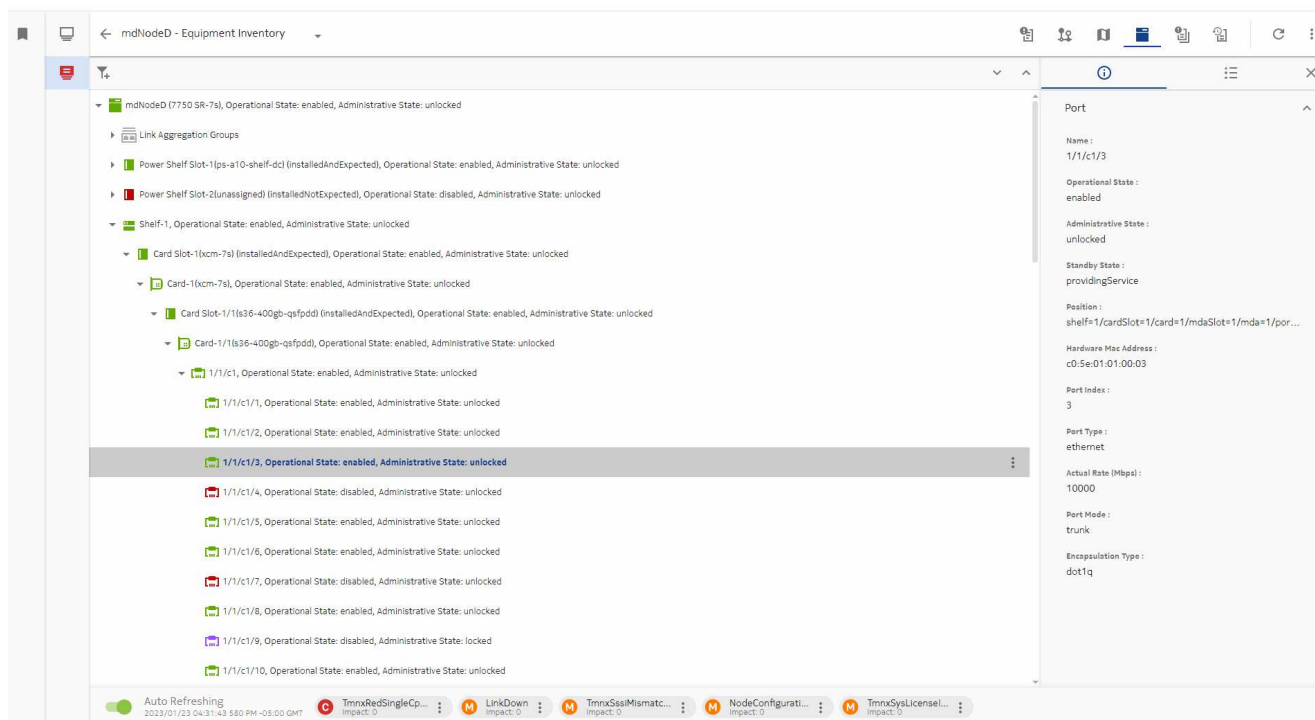 mdNodeD - Equipment Inventory
mdNodeD (7750 SR-7s), Operational State: enabled, Administrative State: unlocked
Link Aggregation Groups
Power Shelf Slot-1(ps-a10-shelf-dc) (installedAndExpected), Operational State: enabled, Administrative State: unlocked
Power Shelf Slot-2(unassigned) (installedNotExpected), Operational State: disabled, Administrative State: unlocked
Shelf-1, Operational State: enabled, Administrative State: unlocked
Card Slot-1(xcm-7s) (installedAndExpected), Operational State: enabled, Administrative State: unlocked
Card-1(xcm-7s), Operational State: enabled, Administrative State: unlocked
Card Slot-1/1(s36-400gb-qsfpdd) (installedAndExpected), Operational State: enabled, Administrative State: unlocked
Card-1/1(s36-400gb-qsfpdd), Operational State: enabled, Administrative State: unlocked
1/1/c1, Operational State: enabled, Administrative State: unlocked
1/1/c1/1, Operational State: enabled, Administrative State: unlocked
1/1/c1/2, Operational State: enabled, Administrative State: unlocked
1/1/c1/3, Operational State: enabled, Administrative State: unlocked
1/1/c1/4, Operational State: disabled, Administrative State: unlocked
1/1/c1/5, Operational State: enabled, Administrative State: unlocked
1/1/c1/6, Operational State: enabled, Administrative State: unlocked
1/1/c1/7, Operational State: disabled, Administrative State: unlocked
1/1/c1/8, Operational State: enabled, Administrative State: unlocked
1/1/c1/9, Operational State: disabled, Administrative State: locked
1/1/c1/10, Operational State: enabled, Administrative State: unlocked
Port
Name :
1/1/c1/3
Operational State :
enabled
Administrative State :
unlocked
Standby State :
providingService
Position :
shelf=1/cardSlot=1/card=1/mdaSlot=1/mda=1/por...
Hardware Mac Address :
c0:5e:01:01:00:03
Port Index :
3
Port Type :
ethernet
Actual Rate (Mbps) :
10000
Port Mode :
trunk
Encapsulation Type :
dot1q
Auto Refreshing
2023/01/23 04:31:43 580 PM -05:00 GMT
C TmnxRedSingleCp...
Impact: 0
M LinkDown
Impact: 0
M TmnxSssiMismatc...
Impact: 0
M NodeConfigurati...
Impact: 0
M TmnxSysLicenseI...
Impact: 0